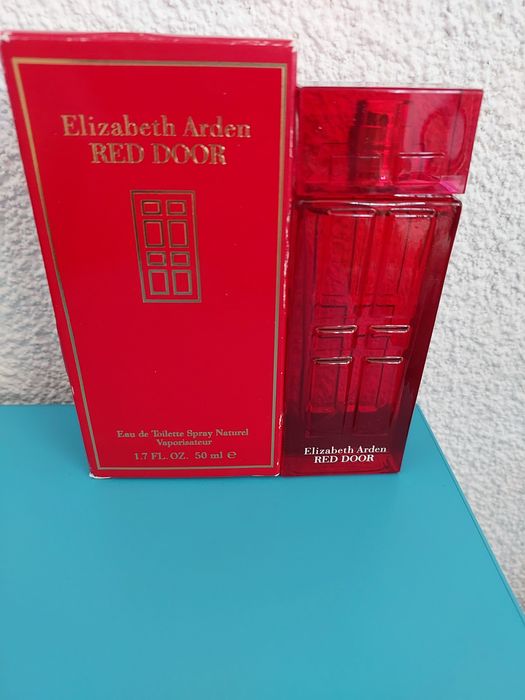 Elizabeth Arden
RED DOOR
Eau de Toilette Spray Naturel
Vaporisateur
1.7 FL. OZ. 50 ml ℮
Elizabeth Arden
RED DOOR